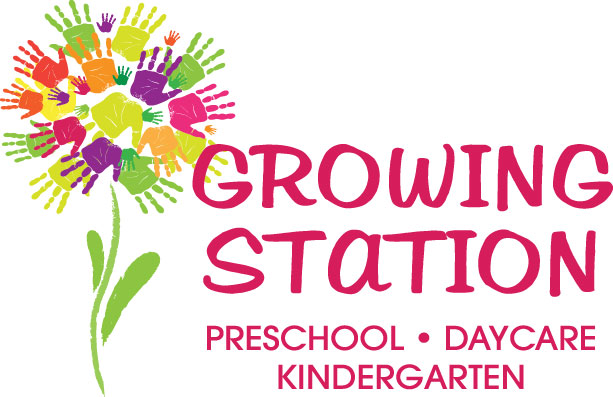 GROWING
STATION
PRESCHOOL • DAYCARE
KINDERGARTEN